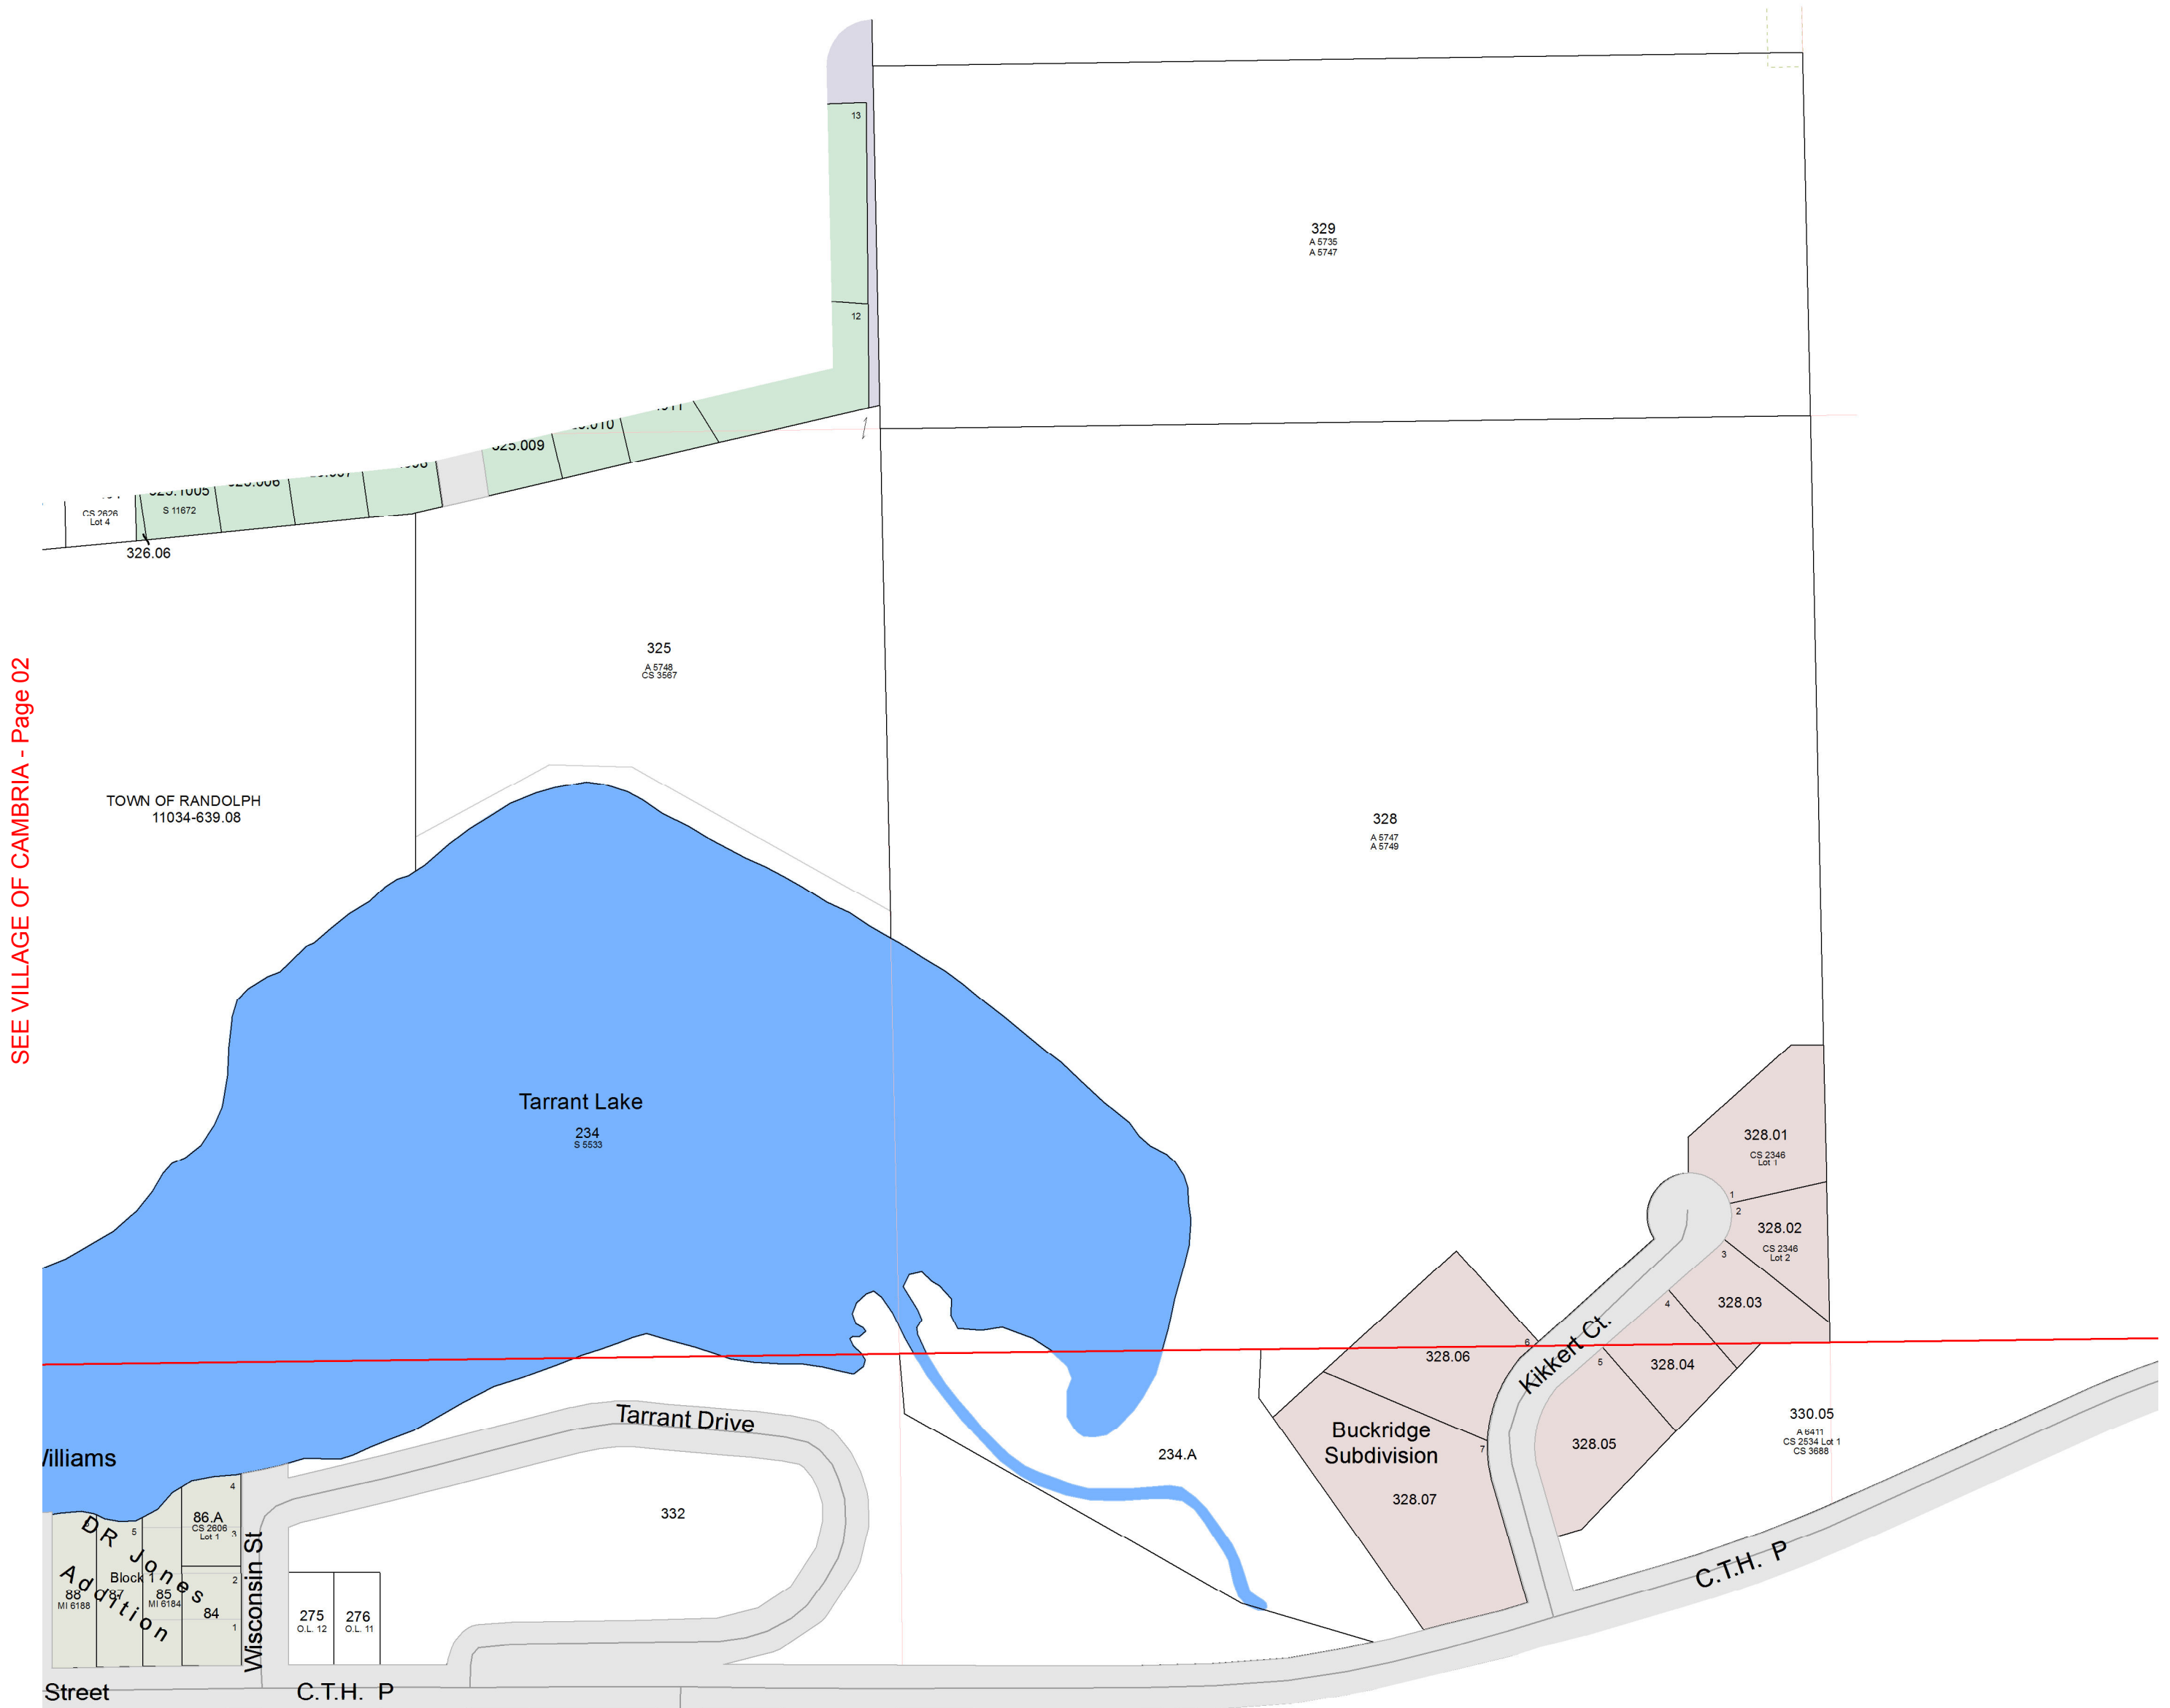 13
329
A 5735
A 5747
12
325.009
CS 2626
Lot 4
S 11672
326.06
325
A 5748
CS 3567
SEE VILLAGE OF CAMBRIA - Page 02
TOWN OF RANDOLPH
11034-639.08
328
A 5747
A 5749
Tarrant Lake
234
S 5533
328.01
CS 2346
Lot 1
1
2
328.02
CS 2346
Lot 2
3
328.03
4
Kikkert Ct.
6
328.06
5
328.04
Tarrant Drive
330.05
A 6411
CS 2534 Lot 1
CS 3688
Buckridge
Subdivision
7
328.05
234.A
328.07
332
4
86.A
CS 2606
Lot 1
3
5
DR Jones
Addition
Block 1
2
88
MI 6188
87
85
MI 6184
84
1
Wisconsin St
275
O.L. 12
276
O.L. 11
C.T.H. P
Street
C.T.H. P